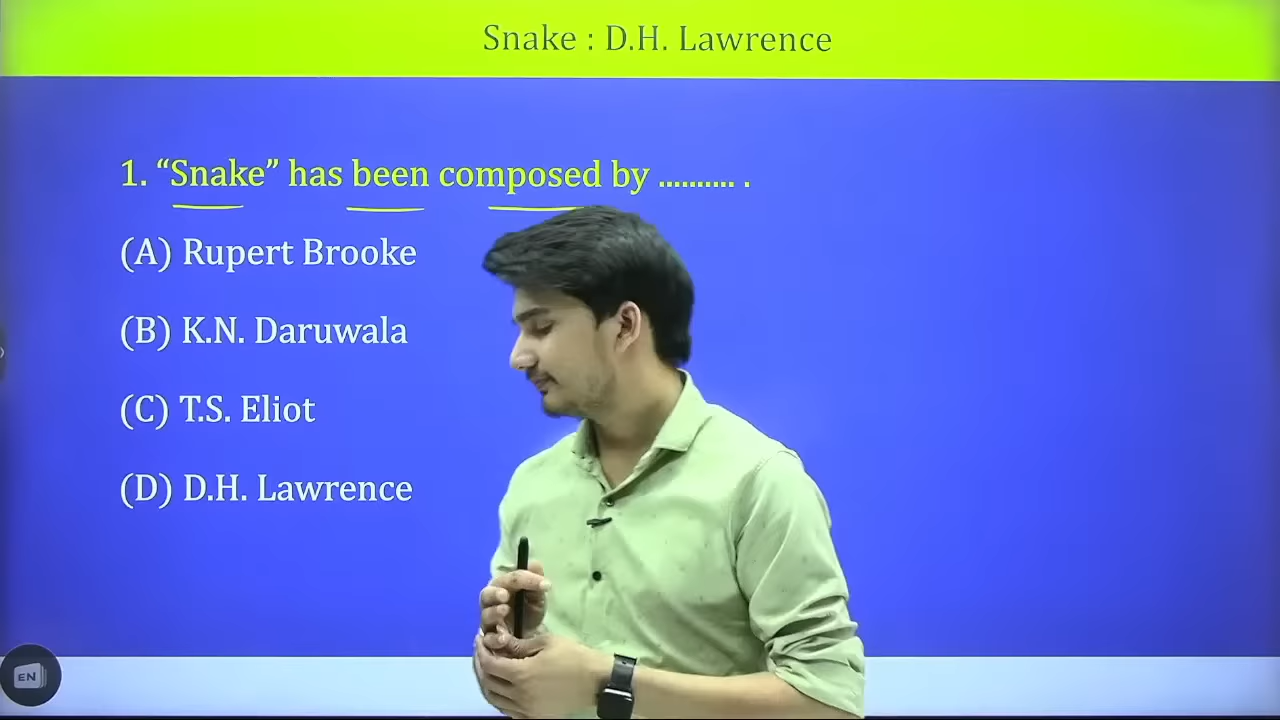 Snake : D.H. Lawrence
1. “Snake” has been composed by .......... .
(A) Rupert Brooke
(B) K.N. Daruwala
(C) T.S. Eliot
(D) D.H. Lawrence
EN